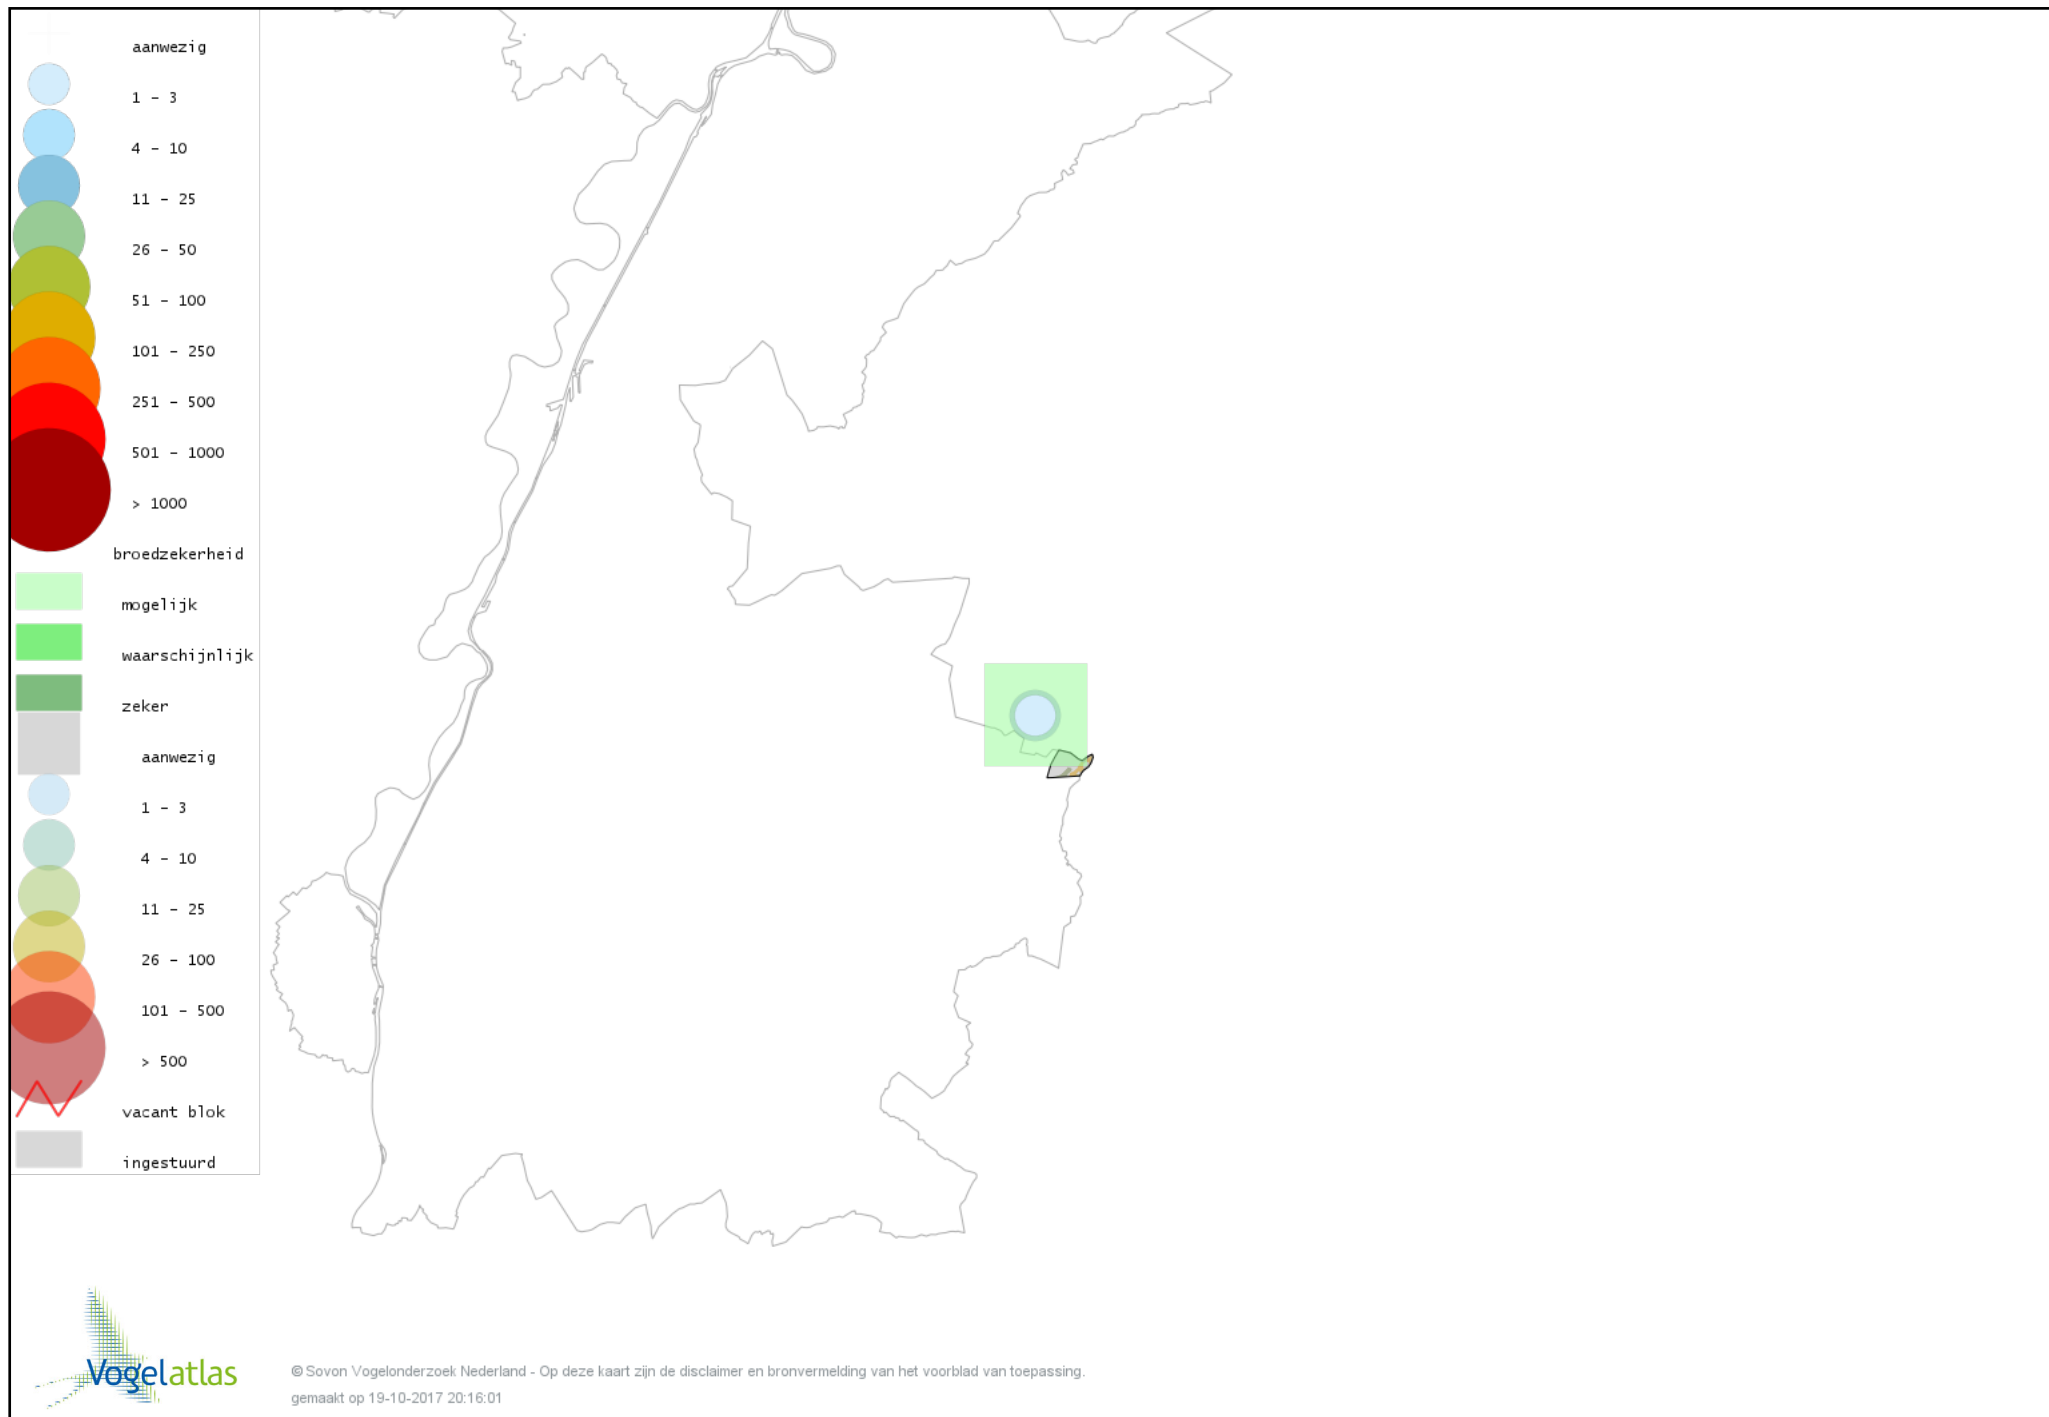 aanwezig
1 - 3
4 - 10
11 - 25
26 - 50
51 - 100
101 - 250
251 - 500
501 - 1000
> 1000
broedzekerheid
mogelijk
waarschijnlijk
zeker
aanwezig
1 - 3
4 - 10
11 - 25
26 - 100
101 - 500
> 500
vacant blok
ingestuurd
Vogelatlas
© Sovon Vogelonderzoek Nederland - Op deze kaart zijn de disclaimer en bronvermelding van het voorblad van toepassing.
gemaakt op 19-10-2017 20:16:01